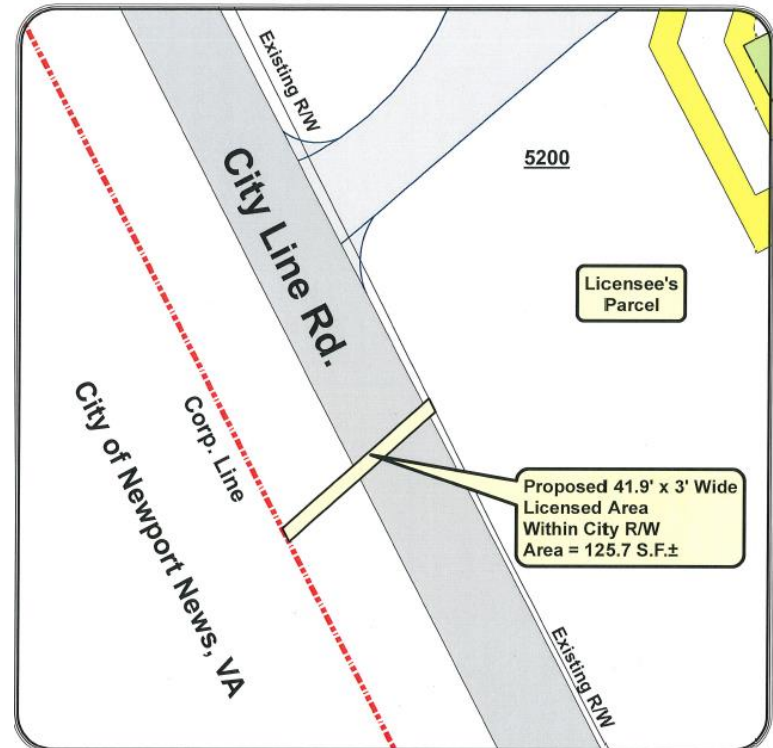 Existing R/W
5200
City Line Rd.
Licensee's
Parcel
Corp. Line
City of Newport News, VA
Proposed 41.9' x 3' Wide
Licensed Area
Within City R/W
Area = 125.7 S.F.±
Existing R/W